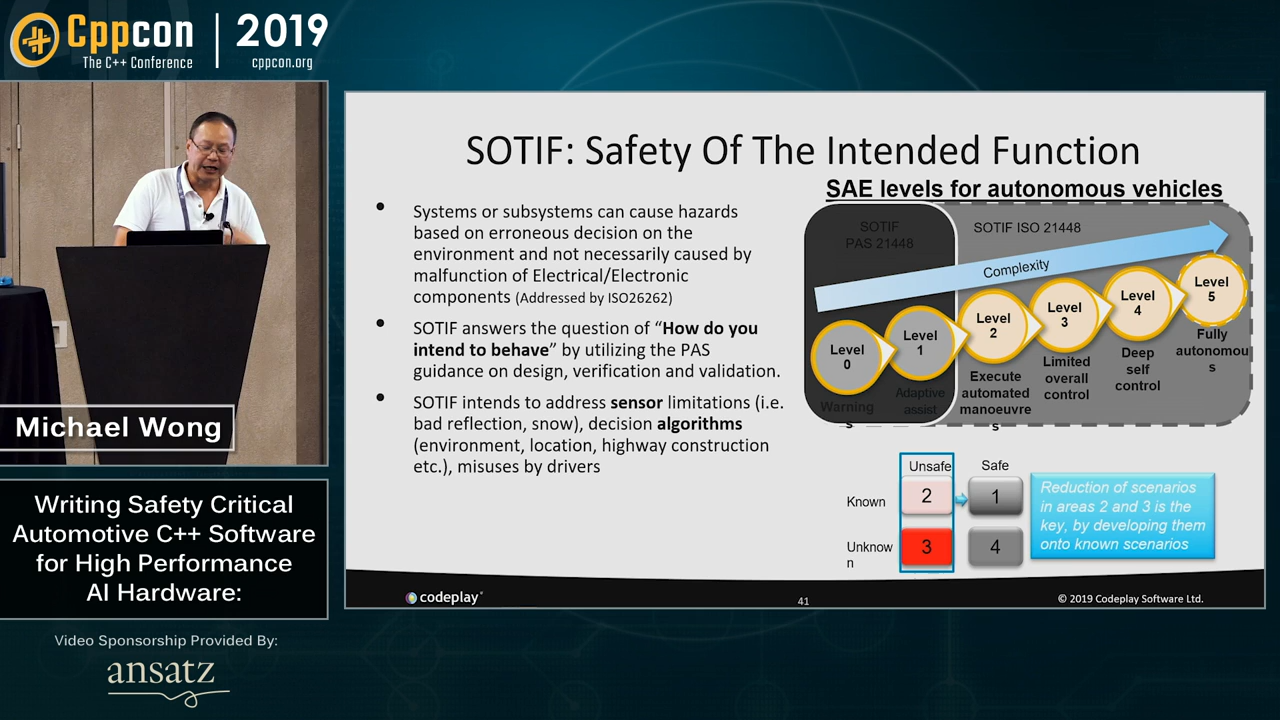 Cppcon
The C++ Conference
2019
cppcon.org
Michael Wong
Writing Safety Critical
Automotive C++ Software
for High Performance
AI Hardware:
Video Sponsorship Provided By:
ansatz
SOTIF: Safety Of The Intended Function
Systems or subsystems can cause hazards
based on erroneous decision on the
environment and not necessarily caused by
malfunction of Electrical/Electronic
components (Addressed by ISO26262)
SOTIF answers the question of “How do you
intend to behave” by utilizing the PAS
guidance on design, verification and validation.
SOTIF intends to address sensor limitations (i.e.
bad reflection, snow), decision algorithms
(environment, location, highway construction
etc.), misuses by drivers
SAE levels for autonomous vehicles
SOTIF
PAS 21448
SOTIF ISO 21448
Complexity
Level
0
Warning
s
Level
1
Adaptive
assist
Level
2
Execute
automated
manoeuvre
s
Level
3
Limited
overall
control
Level
4
Deep
self
control
Level
5
Fully
autonomou
s
Unsafe
Safe
Known
2
1
Unknow
n
3
4
Reduction of scenarios
in areas 2 and 3 is the
key, by developing them
onto known scenarios
codeplay
41
© 2019 Codeplay Software Ltd.